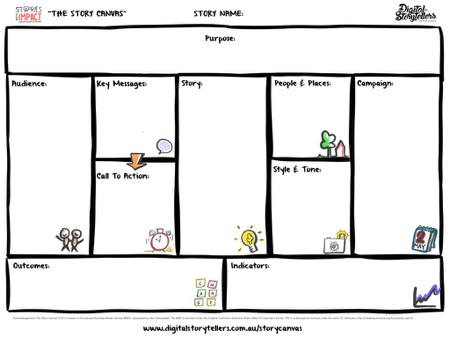 STORIES IMPACT
"THE STORY CANVAS"
STORY NAME:
Digital Storytellers
Purpose:
Audience:
Key Messages:
Story:
People & Places:
Campaign:
Call To Action:
Style & Tone:
Outcomes:
Indicators:
www.digitalstorytellers.com.au/storycanvas